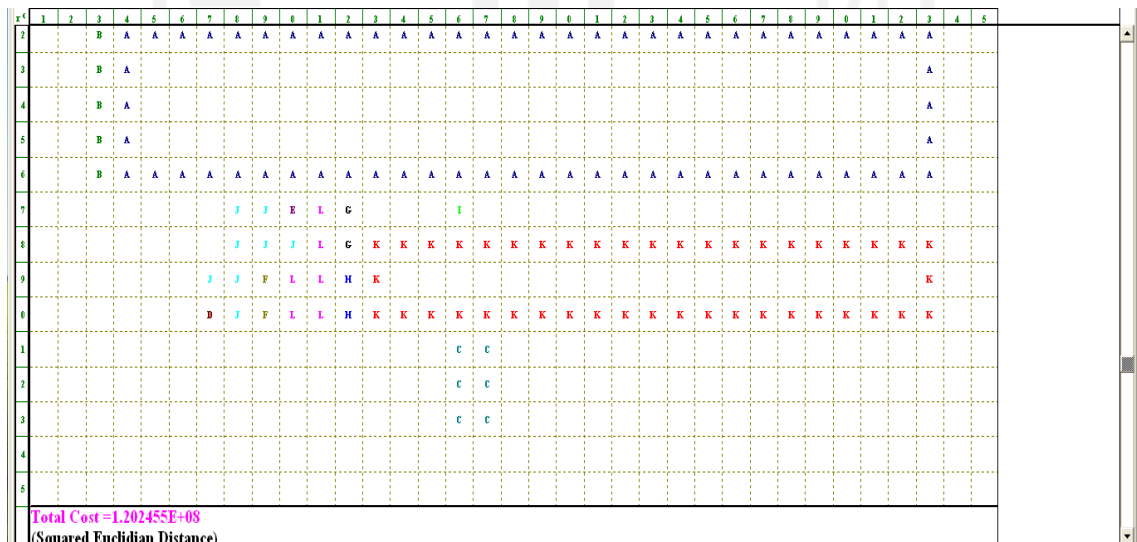 r c 1 2 3 4 5 6 7 8 9 0 1 2 3 4 5 6 7 8 9 0 1 2 3 4 5 6 7 8 9 0 1 2 3 4 5
2 B A A A A A A A A A A A A A A A A A A A A A A A A A A A A A A
3 B A A
4 B A A
5 B A A
6 B A A A A A A A A A A A A A A A A A A A A A A A A A A A A A A
7 J J E L G I
8 J J J L G K K K K K K K K K K K K K K K K K K K K K
9 J J F L L H K K
0 D J F L L H K K K K K K K K K K K K K K K K K K K K K
1 C C
2 C C
3 C C
4
5
Total Cost =1.202455E+08
(Squared Euclidian Distance)